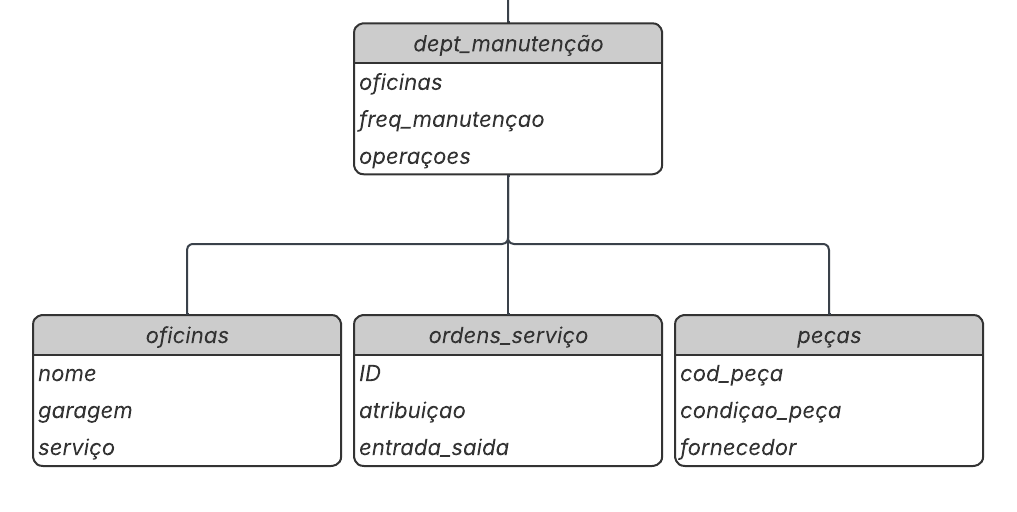 dept_manutenção
oficinas
freq_manutençao
operaçoes
oficinas
nome
garagem
serviço
ordens_serviço
ID
atribuiçao
entrada_saida
peças
cod_peça
condiçao_peça
fornecedor